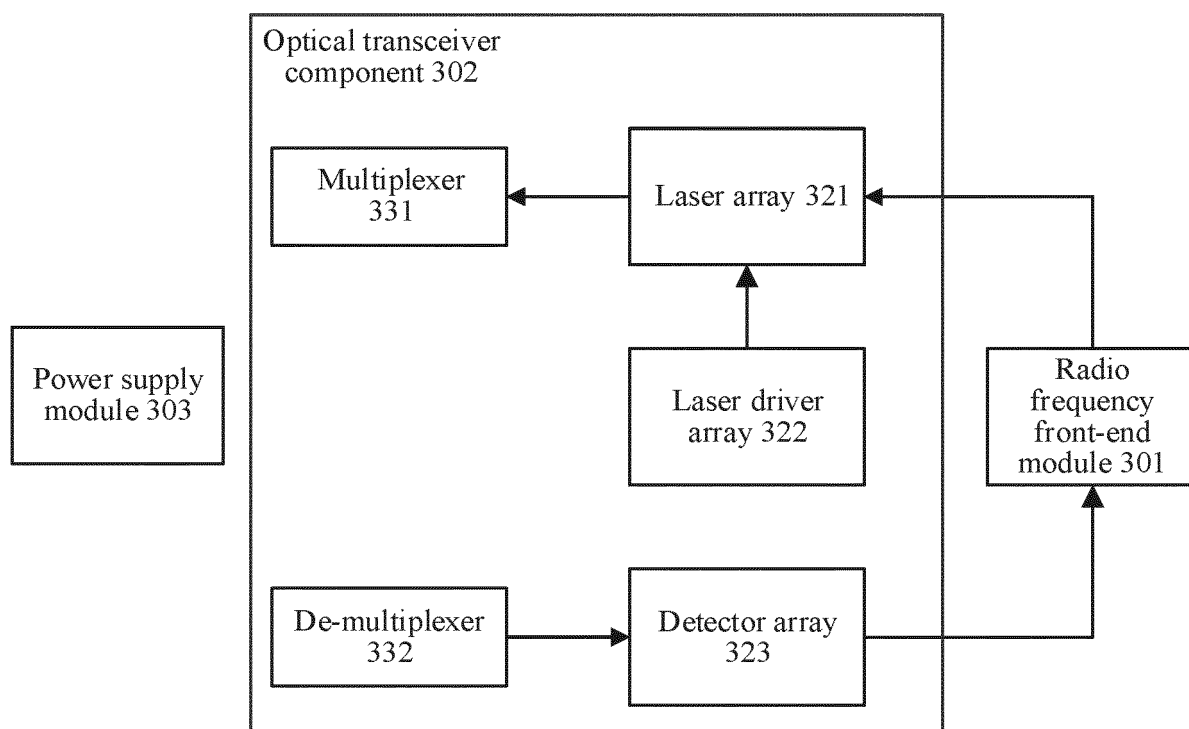 Optical transceiver
component 302
Multiplexer
331
Laser array 321
Power supply
module 303
Laser driver
array 322
Radio
frequency
front-end
module 301
De-multiplexer
332
Detector array
323